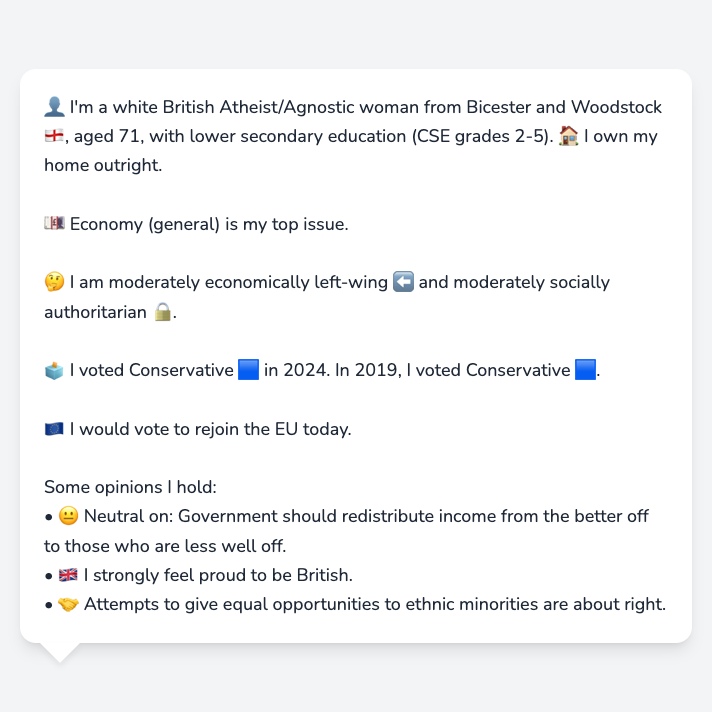 👤 I'm a white British Atheist/Agnostic woman from Bicester and Woodstock
🏴󠁧󠁢󠁥󠁮󠁧󠁿, aged 71, with lower secondary education (CSE grades 2-5). 🏠 I own my
home outright.
💷 Economy (general) is my top issue.
🤔 I am moderately economically left-wing ⬅️ and moderately socially
authoritarian 🔒.
🗳️ I voted Conservative 🟦 in 2024. In 2019, I voted Conservative 🟦.
🇪🇺 I would vote to rejoin the EU today.
Some opinions I hold:
• 😐 Neutral on: Government should redistribute income from the better off
to those who are less well off.
• 🇬🇧 I strongly feel proud to be British.
• 🤝 Attempts to give equal opportunities to ethnic minorities are about right.